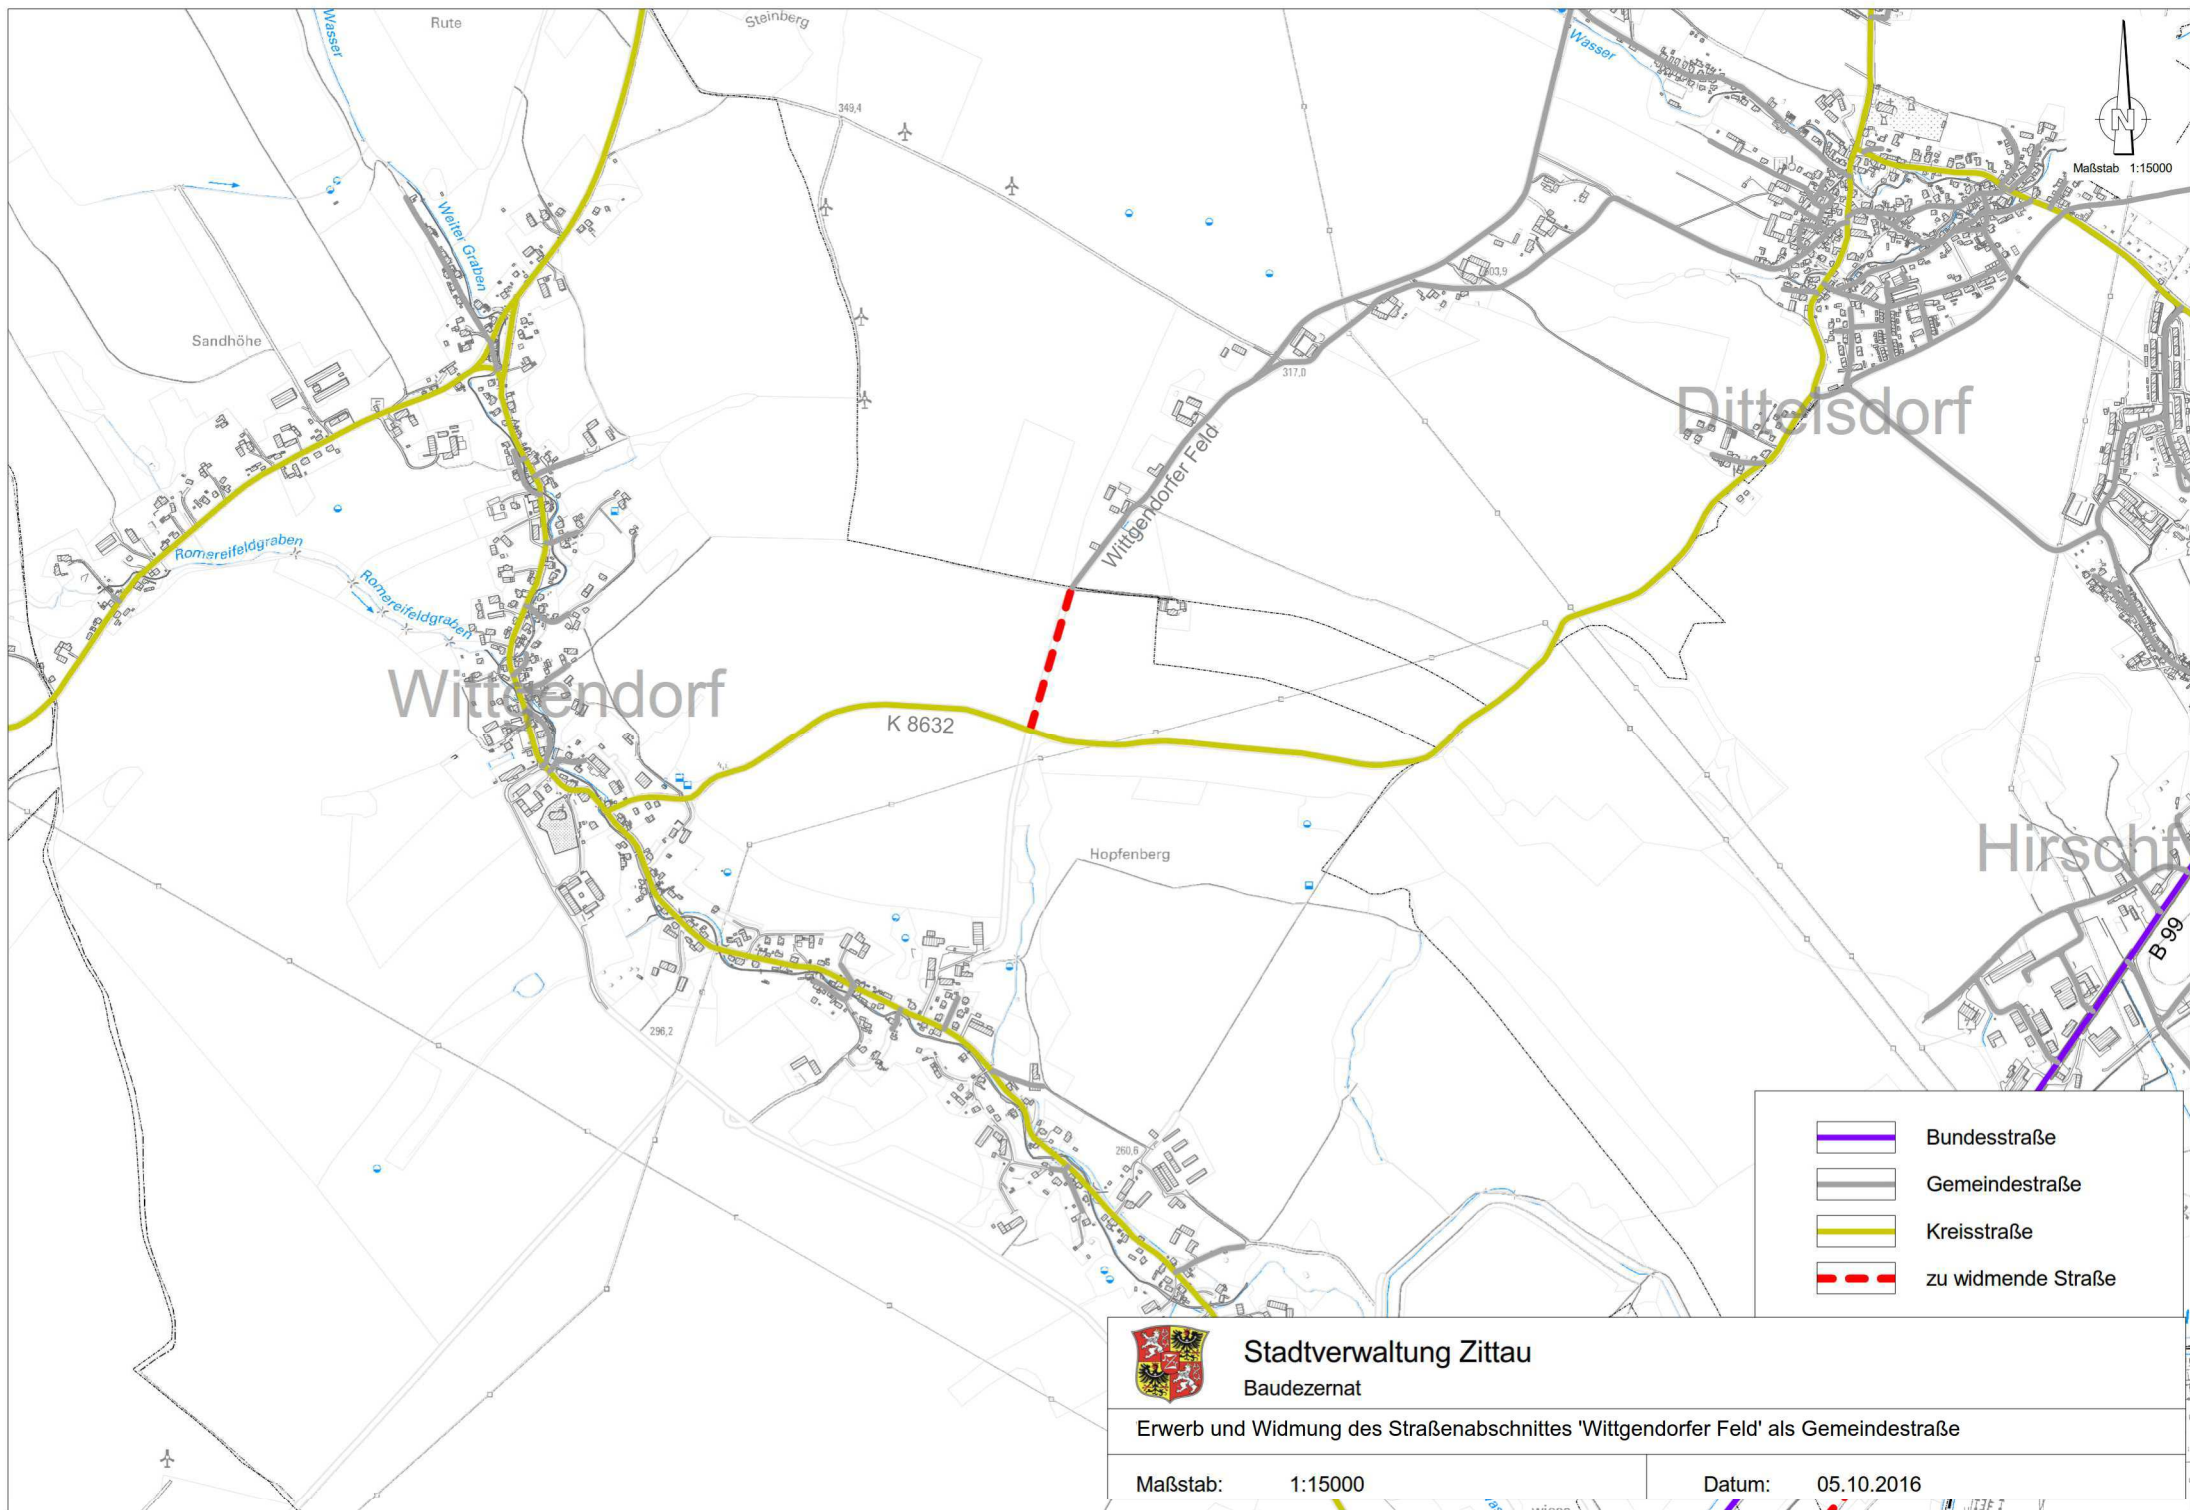 Rute
Steinberg
Wasser
Wasser
349,4
N
Maßstab 1:15000
Weiter Graben
Sandhöhe
303,9
317,0
Dittelsdorf
Wittgendorfer Feld
Romereifeldgraben
Romereifeldgraben
Wittgendorf
K 8632
Hopfenberg
Hirschf
B 99
296,2
260,6
Bundesstraße
Gemeindestraße
Kreisstraße
zu widmende Straße
Stadtverwaltung Zittau
Baudezernat
Erwerb und Widmung des Straßenabschnittes 'Wittgendorfer Feld' als Gemeindestraße
Maßstab: 1:15000
Datum: 05.10.2016